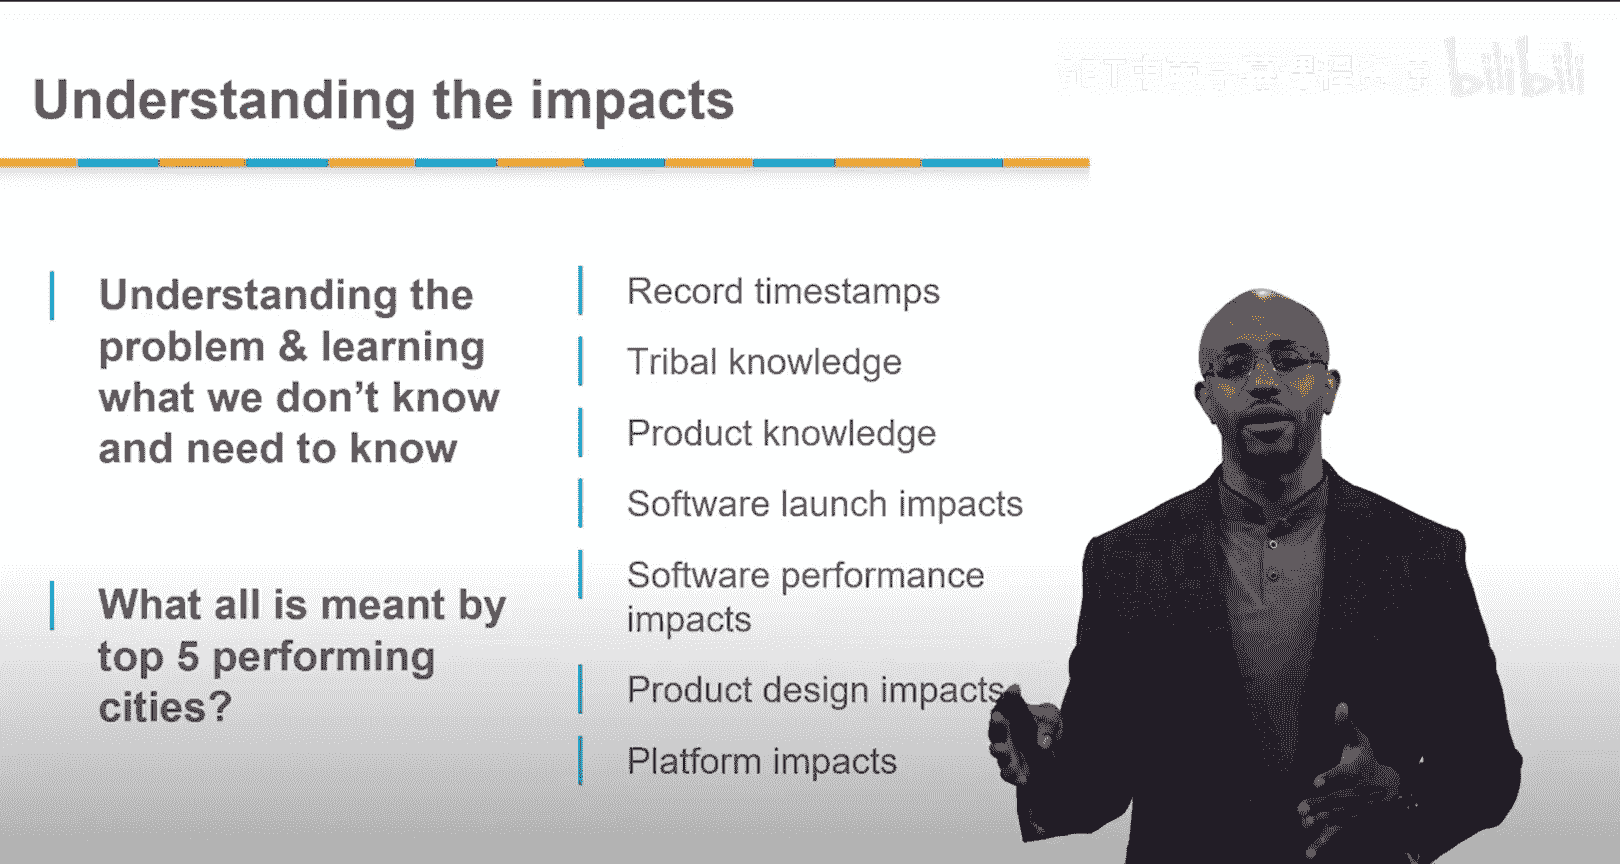 Understanding the impacts
bilibili
Understanding the
problem & learning
what we don’t know
and need to know
What all is meant by
top 5 performing
cities?
Record timestamps
Tribal knowledge
Product knowledge
Software launch impacts
Software performance
impacts
Product design impacts
Platform impacts